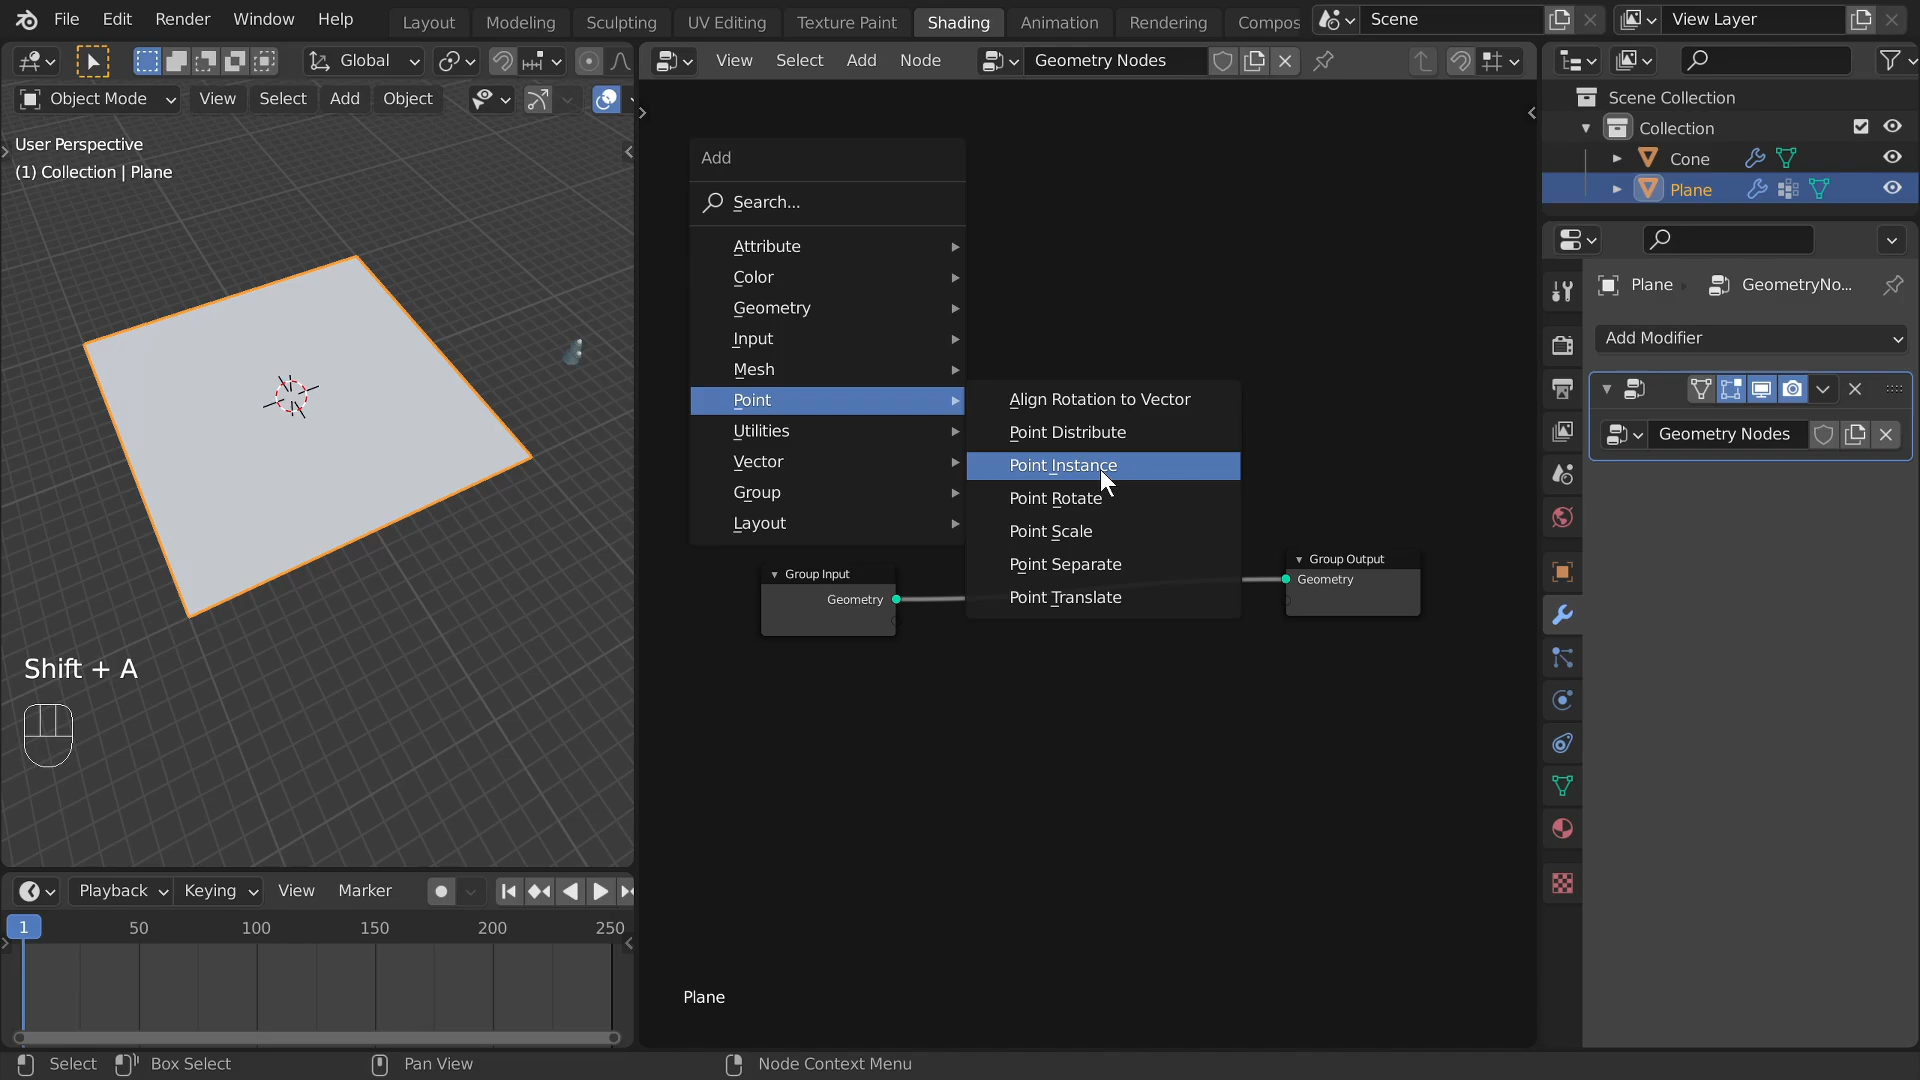 File Edit Render Window Help Layout Modeling Sculpting UV Editing Texture Paint Shading Animation Rendering Compos Scene View Layer
Global View Select Add Node Geometry Nodes
Object Mode View Select Add Object
User Perspective
(1) Collection | Plane
Add
Search...
Attribute
Color
Geometry
Input
Mesh
Point
Utilities
Vector
Group
Layout
Align Rotation to Vector
Point Distribute
Point Instance
Point Rotate
Point Scale
Point Separate
Point Translate
Group Input
Geometry
Group Output
Geometry
Shift + A
Plane
Scene Collection
Collection
Cone
Plane
Plane GeometryNo...
Add Modifier
Geometry Nodes
Playback Keying View Marker
1 50 100 150 200 250
Select Box Select Pan View Node Context Menu